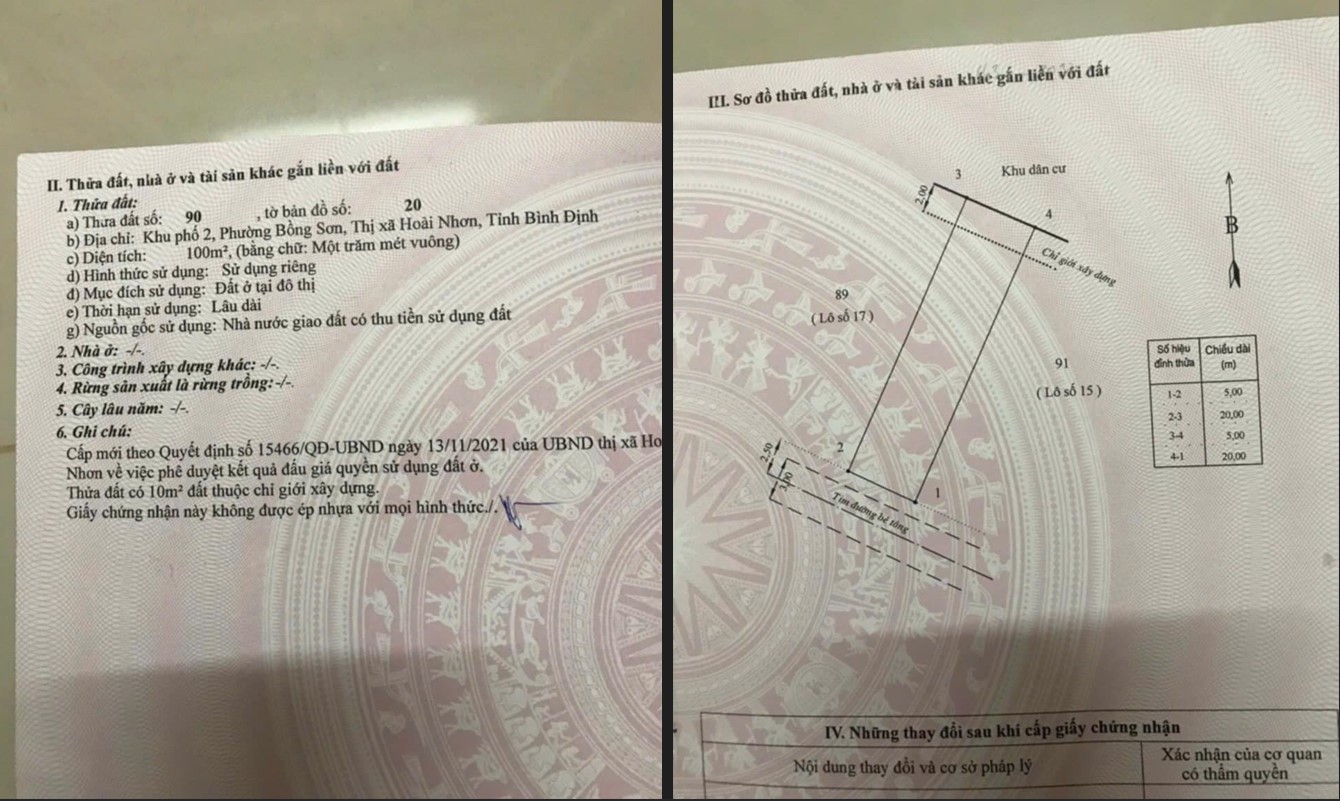 II. Thửa đất, nhà ở và tài sản khác gắn liền với đất
1. Thửa đất:
a) Thửa đất số: 90 , tờ bản đồ số: 20
b) Địa chỉ: Khu phố 2, Phường Bồng Sơn, Thị xã Hoài Nhơn, Tỉnh Bình Định
c) Diện tích: 100m², (bằng chữ: Một trăm mét vuông)
d) Hình thức sử dụng: Sử dụng riêng
đ) Mục đích sử dụng: Đất ở tại đô thị
e) Thời hạn sử dụng: Lâu dài
g) Nguồn gốc sử dụng: Nhà nước giao đất có thu tiền sử dụng đất
2. Nhà ở: -/-.
3. Công trình xây dựng khác: -/-.
4. Rừng sản xuất là rừng trồng: -/-.
5. Cây lâu năm: -/-.
6. Ghi chú:
Cấp mới theo Quyết định số 15466/QĐ-UBND ngày 13/11/2021 của UBND thị xã Ho
Nhơn về việc phê duyệt kết quả đấu giá quyền sử dụng đất ở.
Thửa đất có 10m² đất thuộc chỉ giới xây dựng.
Giấy chứng nhận này không được ép nhựa với mọi hình thức./.
III. Sơ đồ thửa đất, nhà ở và tài sản khác gắn liền với đất
3
Khu dân cư
2,00
4
B
Chỉ giới xây dựng
89
( Lô số 17 )
91
( Lô số 15 )
Số hiệu đỉnh thửa Chiều dài (m)
1-2 5,00
2-3 20,00
3-4 5,00
4-1 20,00
2
2,50
3,00
1
Tim đường bê tông
IV. Những thay đổi sau khi cấp giấy chứng nhận
Nội dung thay đổi và cơ sở pháp lý
Xác nhận của cơ quan
có thẩm quyền